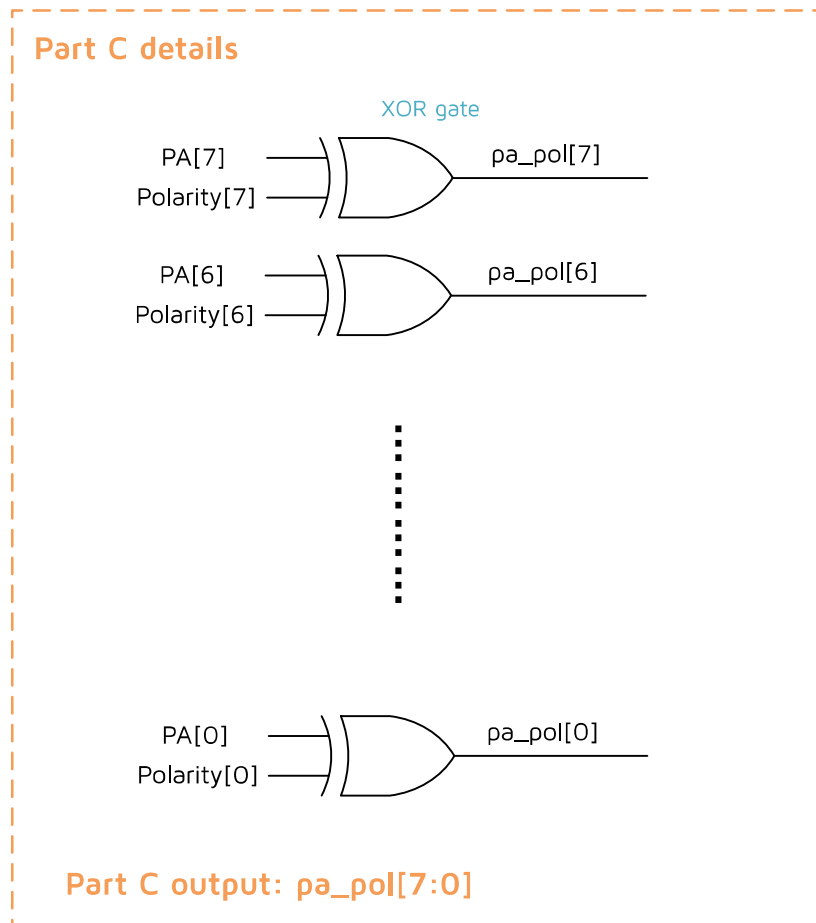 Part C details
XOR gate
PA[7]
pa_pol[7]
Polarity[7]
PA[6]
pa_pol[6]
Polarity[6]
PA[0]
pa_pol[0]
Polarity[0]
Part C output: pa_pol[7:0]